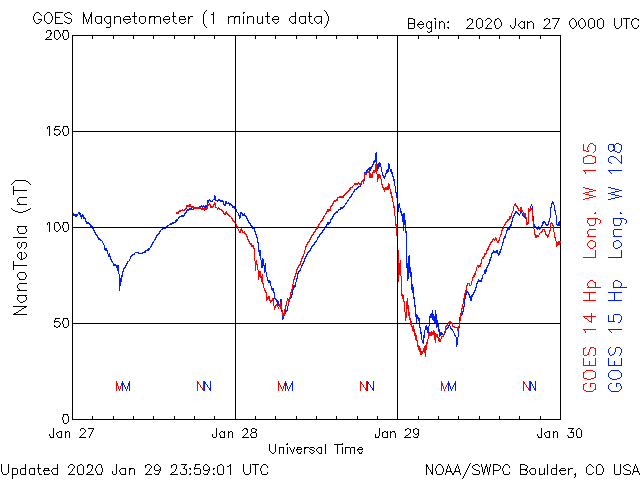 GOES Magnetometer (1 minute data)
Begin: 2020 Jan 27 0000 UTC
200
150
100
50
0
NanoTesla (nT)
GOES 14 Hp Long. W 105
GOES 15 Hp Long. W 128
M M N N M M N N M M N N
Jan 27 Jan 28 Jan 29 Jan 30
Universal Time
Updated 2020 Jan 29 23:59:01 UTC
NOAA/SWPC Boulder, CO USA